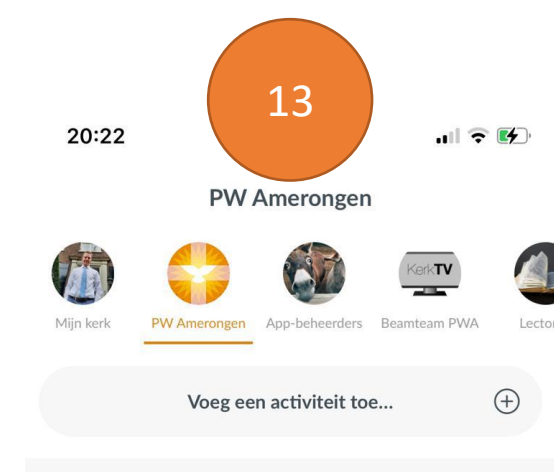 13
20:22
PW Amerongen
KerkTV
Mijn kerk
PW Amerongen
App-beheerders
Beamteam PWA
Lector
Voeg een activiteit toe...